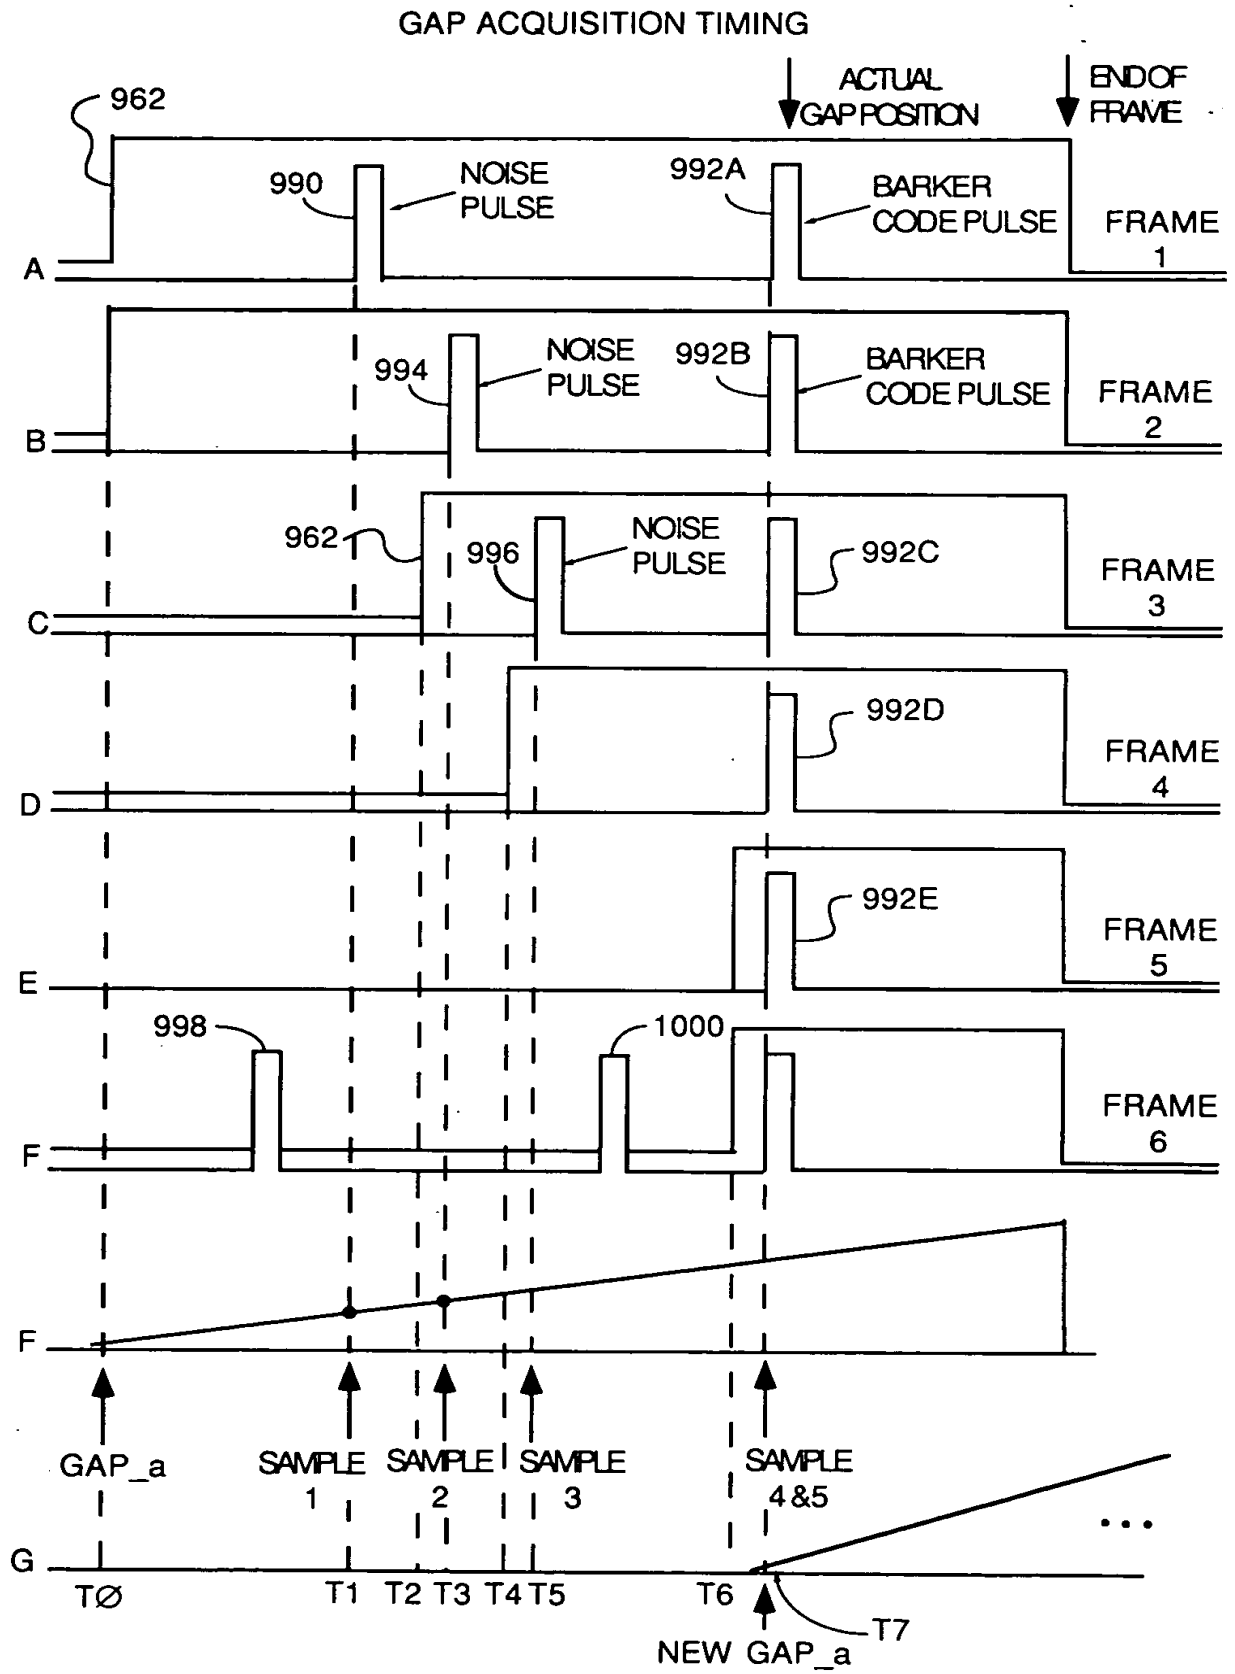 GAP ACQUISITION TIMING
ACTUAL
GAP POSITION
END OF
FRAME
962
990
NOISE
PULSE
992A
BARKER
CODE PULSE
FRAME
1
A
994
NOISE
PULSE
992B
BARKER
CODE PULSE
FRAME
2
B
962
996
NOISE
PULSE
992C
FRAME
3
C
992D
FRAME
4
D
992E
FRAME
5
E
998
1000
FRAME
6
F
F
GAP_a
SAMPLE
1
SAMPLE
2
SAMPLE
3
SAMPLE
4&5
...
G
TØ
T1
T2
T3
T4
T5
T6
T7
NEW GAP_a